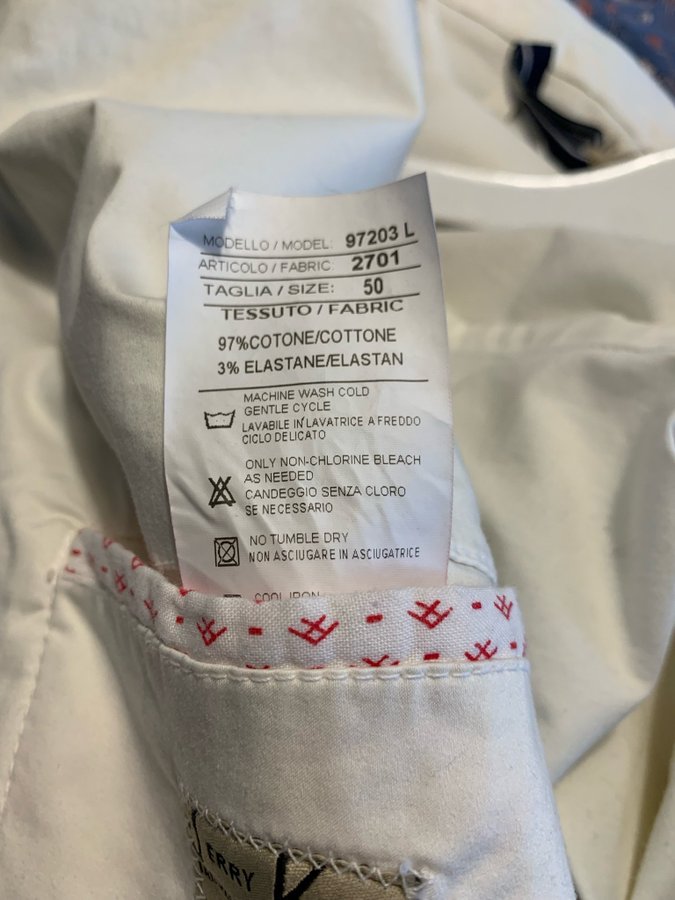 MODELLO / MODEL: 97203 L
ARTICOLO / FABRIC: 2701
TAGLIA / SIZE: 50
TESSUTO / FABRIC
97%COTONE/COTTONE
3% ELASTANE/ELASTAN
MACHINE WASH COLD
GENTLE CYCLE
LAVABILE IN LAVATRICE A FREDDO
CICLO DELICATO
ONLY NON-CHLORINE BLEACH
AS NEEDED
CANDEGGIO SENZA CLORO
SE NECESSARIO
NO TUMBLE DRY
NON ASCIUGARE IN ASCIUGATRICE
COOL IRON
ERRY